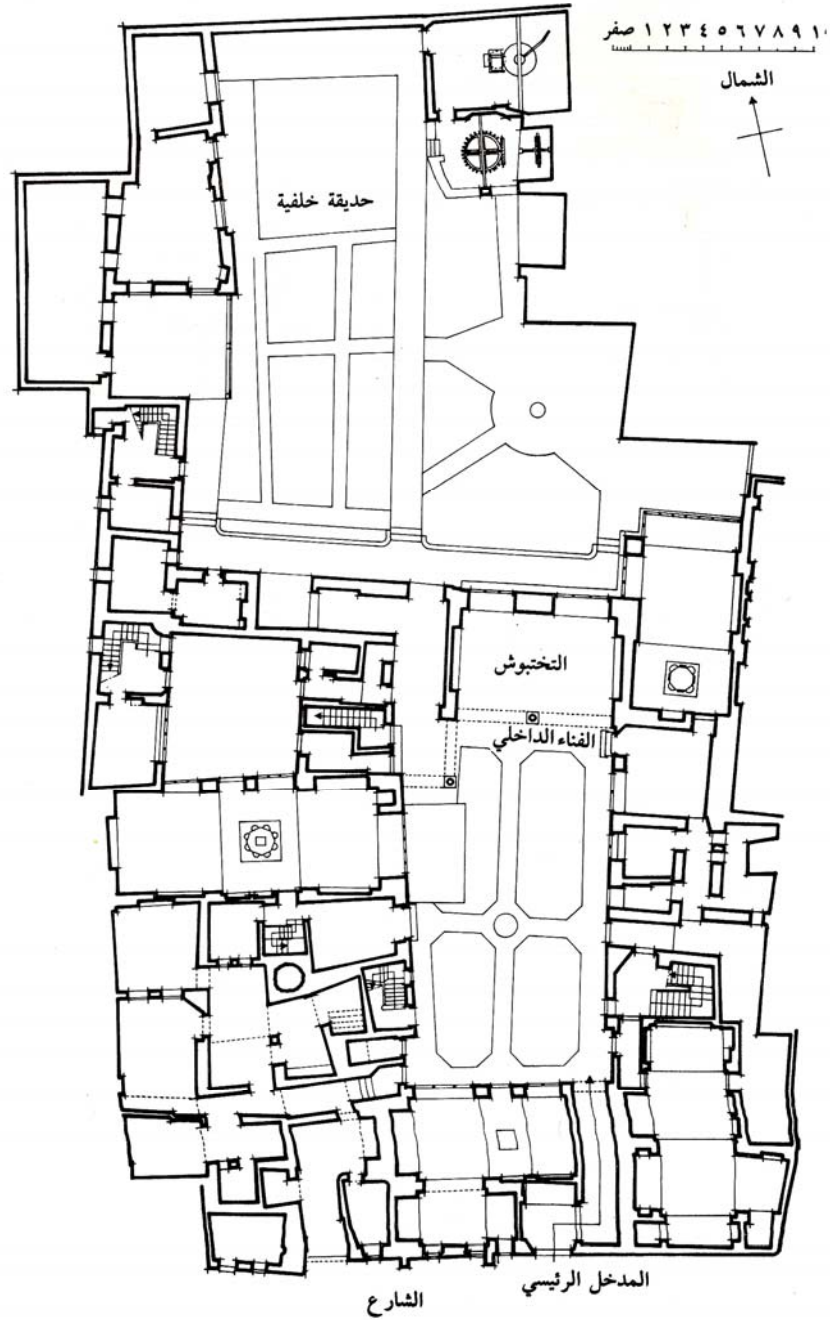 صفر ١ ٢ ٣ ٤ ٥ ٦ ٧ ٨ ٩ ١٠
الشمال
حديقة خلفية
التختبوش
الفناء الداخلي
المدخل الرئيسي
الشارع